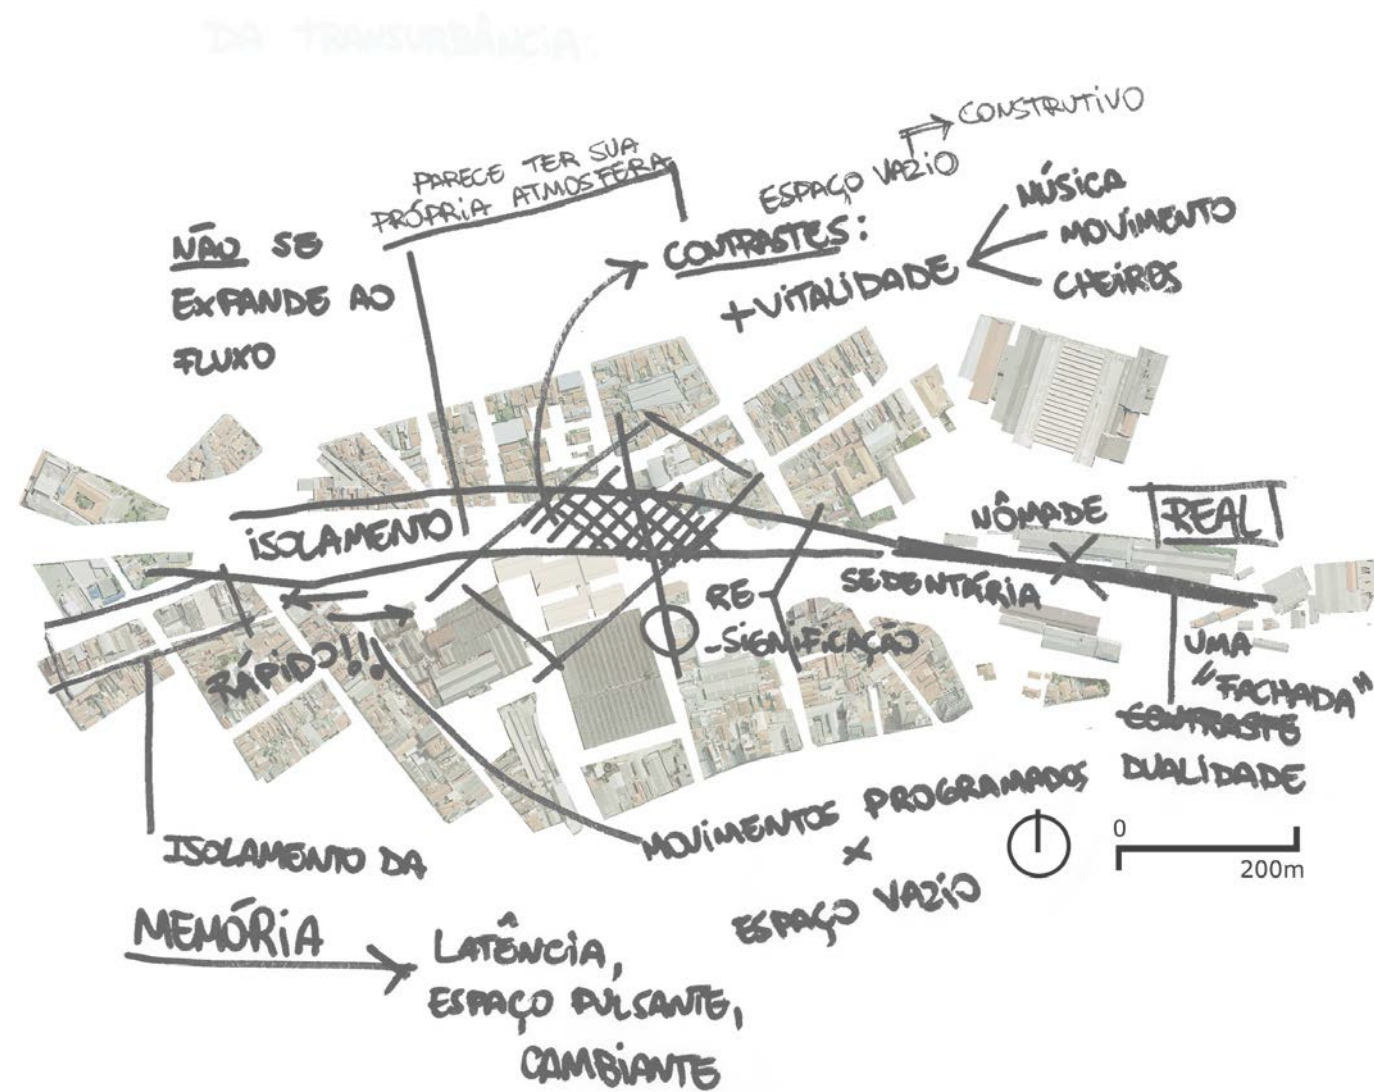 DA TRANSURBÂNCIA:
CONSTRUTIVO
PARECE TER SUA
PRÓPRIA ATMOSFERA
ESPAÇO VAZIO
NÃO SE
EXPANDE AO
FLUXO
CONTRASTES:
+VITALIDADE
MÚSICA
MOVIMENTO
CHEIROS
ISOLAMENTO
NÔMADE
REAL
SEDENTÁRIA
RE
-SIGNIFICAÇÃO
RÁPIDO!!!
UMA
"FACHADA"
CONTRASTE
DUALIDADE
MOVIMENTOS PROGRAMADOS
X
ESPAÇO VAZIO
0
200m
ISOLAMENTO DA
MEMÓRIA
LATÊNCIA,
ESPAÇO PULSANTE,
CAMBIANTE